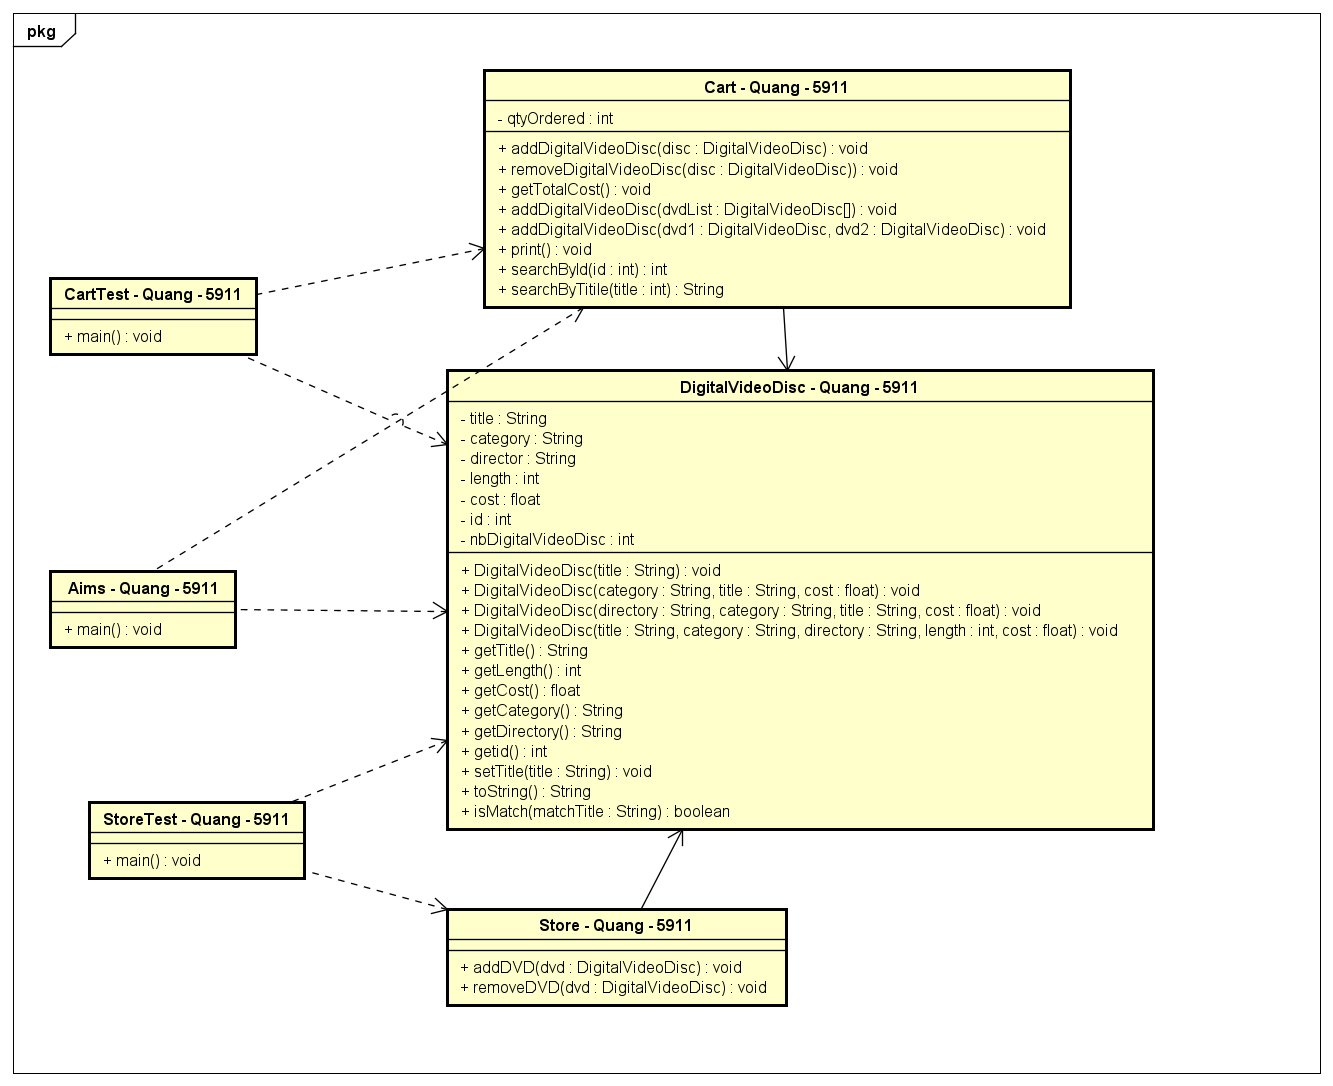 pkg
Cart - Quang - 5911
- qtyOrdered : int
+ addDigitalVideoDisc(disc : DigitalVideoDisc) : void
+ removeDigitalVideoDisc(disc : DigitalVideoDisc)) : void
+ getTotalCost() : void
+ addDigitalVideoDisc(dvdList : DigitalVideoDisc[]) : void
+ addDigitalVideoDisc(dvd1 : DigitalVideoDisc, dvd2 : DigitalVideoDisc) : void
+ print() : void
+ searchById(id : int) : int
+ searchByTitile(title : int) : String
CartTest - Quang - 5911
+ main() : void
DigitalVideoDisc - Quang - 5911
- title : String
- category : String
- director : String
- length : int
- cost : float
- id : int
- nbDigitalVideoDisc : int
+ DigitalVideoDisc(title : String) : void
+ DigitalVideoDisc(category : String, title : String, cost : float) : void
+ DigitalVideoDisc(directory : String, category : String, title : String, cost : float) : void
+ DigitalVideoDisc(title : String, category : String, directory : String, length : int, cost : float) : void
+ getTitle() : String
+ getLength() : int
+ getCost() : float
+ getCategory() : String
+ getDirectory() : String
+ getid() : int
+ setTitle(title : String) : void
+ toString() : String
+ isMatch(matchTitle : String) : boolean
Aims - Quang - 5911
+ main() : void
StoreTest - Quang - 5911
+ main() : void
Store - Quang - 5911
+ addDVD(dvd : DigitalVideoDisc) : void
+ removeDVD(dvd : DigitalVideoDisc) : void